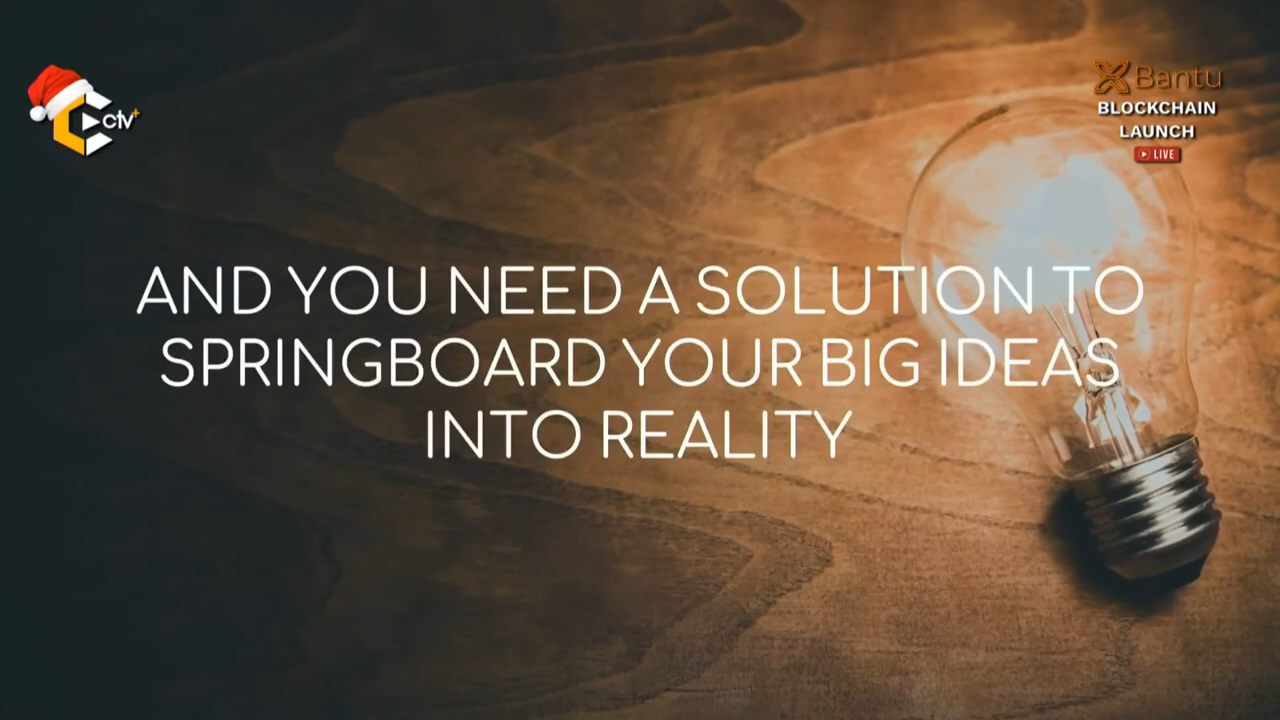 ctv+
Bantu
BLOCKCHAIN
LAUNCH
LIVE
AND YOU NEED A SOLUTION TO
SPRINGBOARD YOUR BIG IDEAS
INTO REALITY